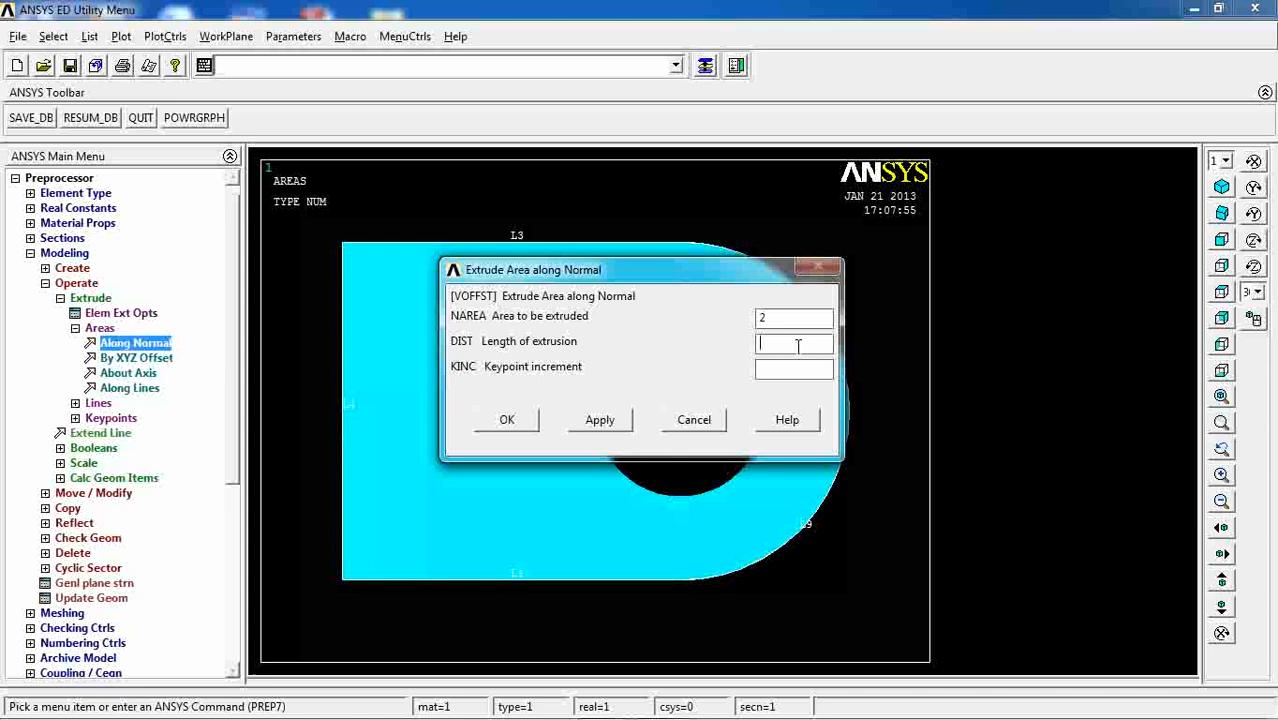 ANSYS ED Utility Menu
File Select List Plot PlotCtrls WorkPlane Parameters Macro MenuCtrls Help
ANSYS Toolbar
SAVE_DB RESUM_DB QUIT POWRGRPH
ANSYS Main Menu
Preprocessor
Element Type
Real Constants
Material Props
Sections
Modeling
Create
Operate
Extrude
Elem Ext Opts
Areas
Along Normal
By XYZ Offset
About Axis
Along Lines
Lines
Keypoints
Extend Line
Booleans
Scale
Calc Geom Items
Move / Modify
Copy
Reflect
Check Geom
Delete
Cyclic Sector
Genl plane strn
Update Geom
Meshing
Checking Ctrls
Numbering Ctrls
Archive Model
Coupling / Ceqn
1
AREAS
TYPE NUM
ANSYS
JAN 21 2013
17:07:55
L3
L4
L9
L1
Extrude Area along Normal
[VOFFST] Extrude Area along Normal
NAREA Area to be extruded 2
DIST Length of extrusion
KINC Keypoint increment
OK Apply Cancel Help
1
3
Pick a menu item or enter an ANSYS Command (PREP7) mat=1 type=1 real=1 csys=0 secn=1